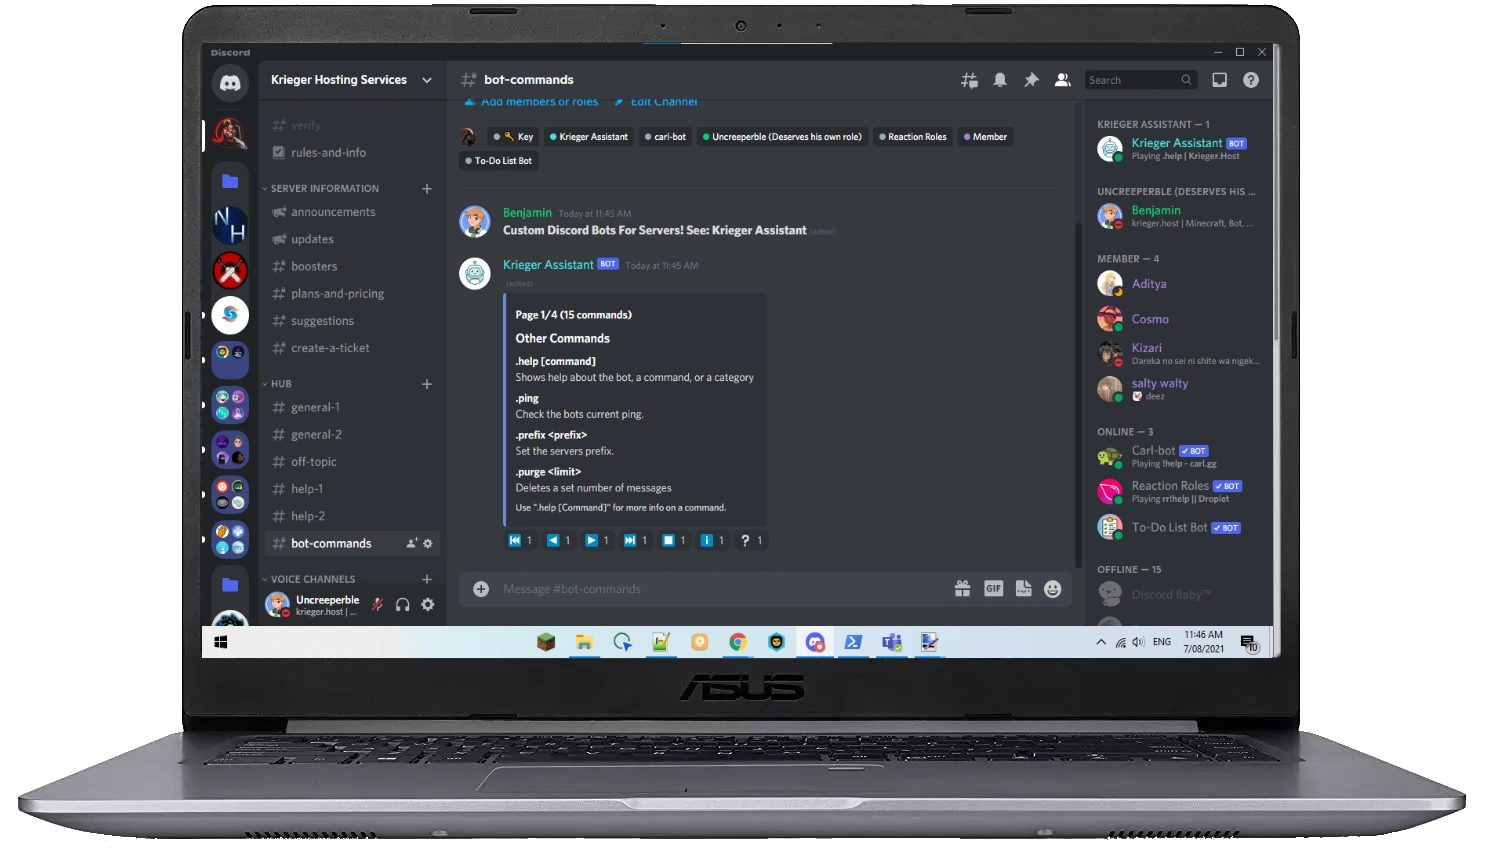 Discord
Krieger Hosting Services
bot-commands
Search
verify
rules-and-info
SERVER INFORMATION
announcements
updates
boosters
plans-and-pricing
suggestions
create-a-ticket
HUB
general-1
general-2
off-topic
help-1
help-2
bot-commands
VOICE CHANNELS
Uncreeperble
krieger.host | ...
NH
Add members or roles
Edit Channel
Key
Krieger Assistant
carl-bot
Uncreeperble (Deserves his own role)
Reaction Roles
Member
To-Do List Bot
Benjamin Today at 11:45 AM
Custom Discord Bots For Servers! See: Krieger Assistant (edited)
Krieger Assistant BOT Today at 11:45 AM
(edited)
Page 1/4 (15 commands)
Other Commands
.help [command]
Shows help about the bot, a command, or a category
.ping
Check the bots current ping.
.prefix <prefix>
Set the servers prefix.
.purge <limit>
Deletes a set number of messages
Use ".help [Command]" for more info on a command.
1 1 1 1 1 1 ? 1
Message #bot-commands
GIF
KRIEGER ASSISTANT — 1
Krieger Assistant BOT
Playing .help | Krieger.Host
UNCREEPERBLE (DESERVES HIS ...
Benjamin
krieger.host | Minecraft, Bot, ...
MEMBER — 4
Aditya
Cosmo
Kizari
Dareka no sei ni shite wa nigek...
salty walty
deez
ONLINE — 3
Carl-bot BOT
Playing !help - carl.gg
Reaction Roles BOT
Playing rr!help || Droplet
To-Do List Bot BOT
OFFLINE — 15
Discord Baby™
ENG
11:46 AM
7/08/2021
10
ASUS